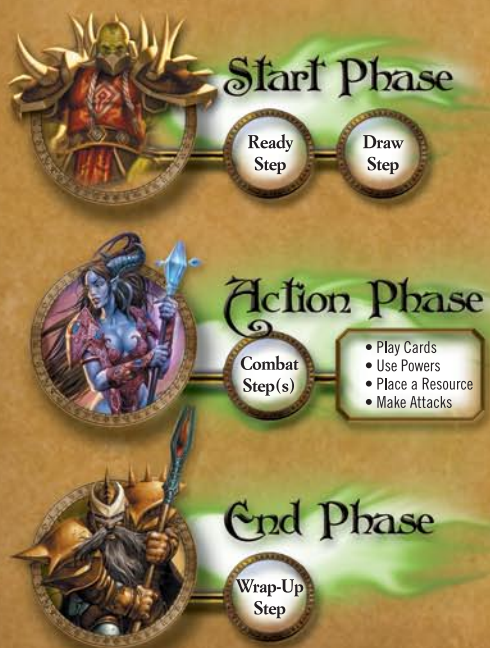 Start Phase
Ready
Step
Draw
Step
Action Phase
Combat
Step(s)
• Play Cards
• Use Powers
• Place a Resource
• Make Attacks
End Phase
Wrap-Up
Step